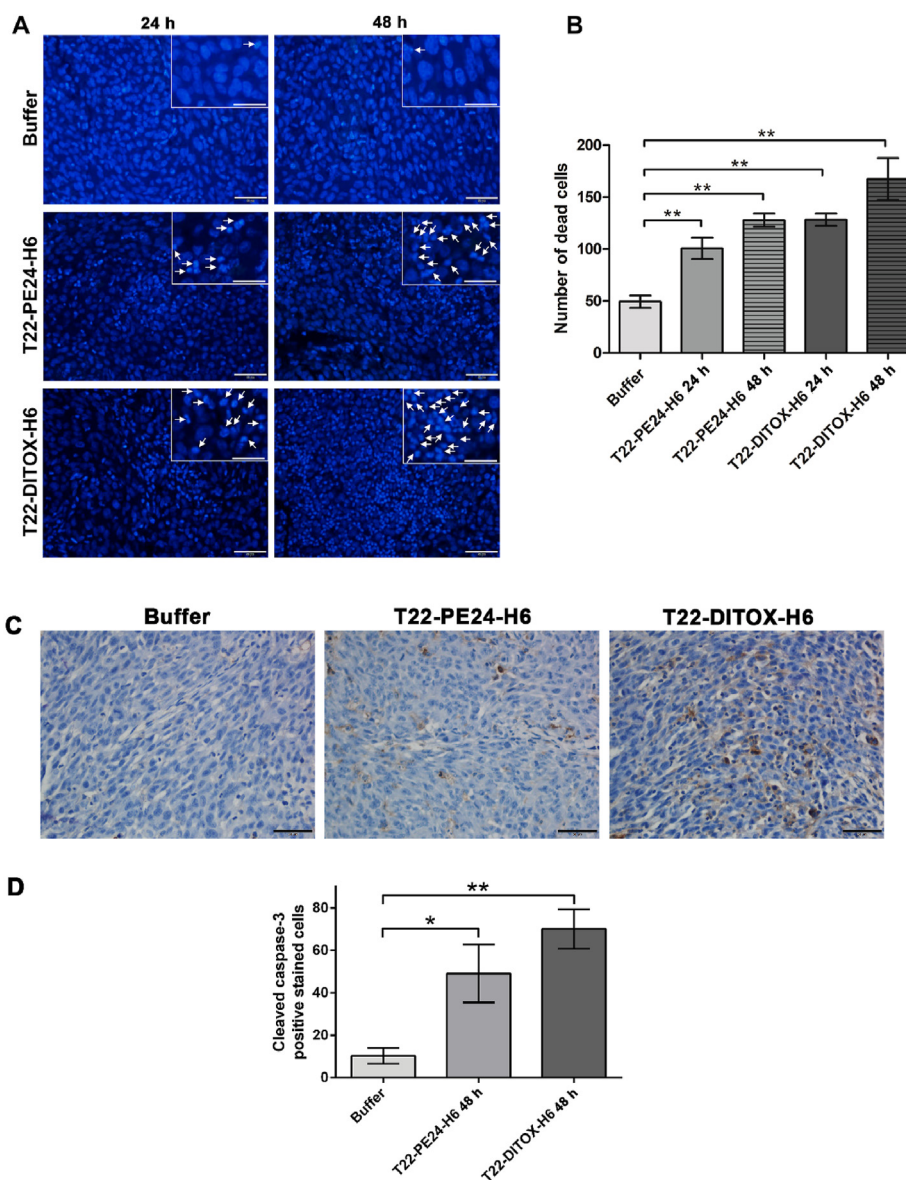 A
24 h
48 h
Buffer
T22-PE24-H6
T22-DITOX-H6
B
Number of dead cells
200
150
100
50
0
**
**
**
**
Buffer
T22-PE24-H6 24 h
T22-PE24-H6 48 h
T22-DITOX-H6 24 h
T22-DITOX-H6 48 h
C
Buffer
T22-PE24-H6
T22-DITOX-H6
D
Cleaved caspase-3
positive stained cells
80
60
40
20
0
**
*
Buffer
T22-PE24-H6 48 h
T22-DITOX-H6 48 h